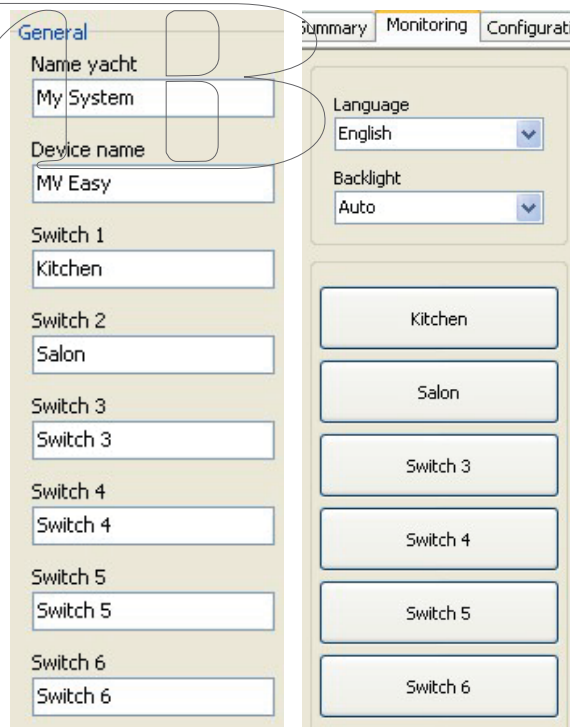 General
Name yacht
My System
Device name
MV Easy
Switch 1
Kitchen
Switch 2
Salon
Switch 3
Switch 3
Switch 4
Switch 4
Switch 5
Switch 5
Switch 6
Switch 6
Summary Monitoring Configurati
Language
English
Backlight
Auto
Kitchen
Salon
Switch 3
Switch 4
Switch 5
Switch 6